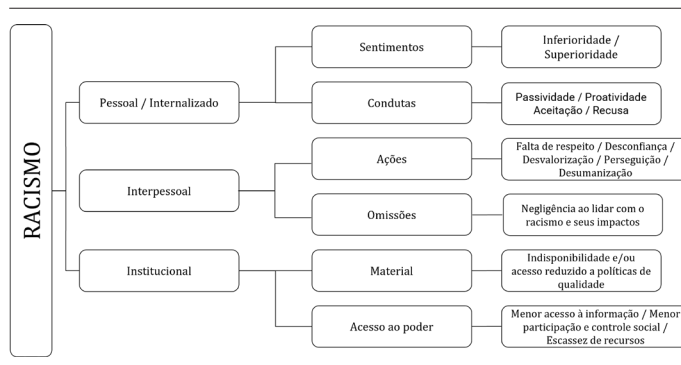 RACISMO
Pessoal / Internalizado
Sentimentos
Inferioridade /
Superioridade
Condutas
Passividade / Proatividade
Aceitação / Recusa
Interpessoal
Ações
Falta de respeito / Desconfiança /
Desvalorização / Perseguição /
Desumanização
Omissões
Negligência ao lidar com o
racismo e seus impactos
Institucional
Material
Indisponibilidade e/ou
acesso reduzido a políticas de
qualidade
Acesso ao poder
Menor acesso à informação / Menor
participação e controle social /
Escassez de recursos